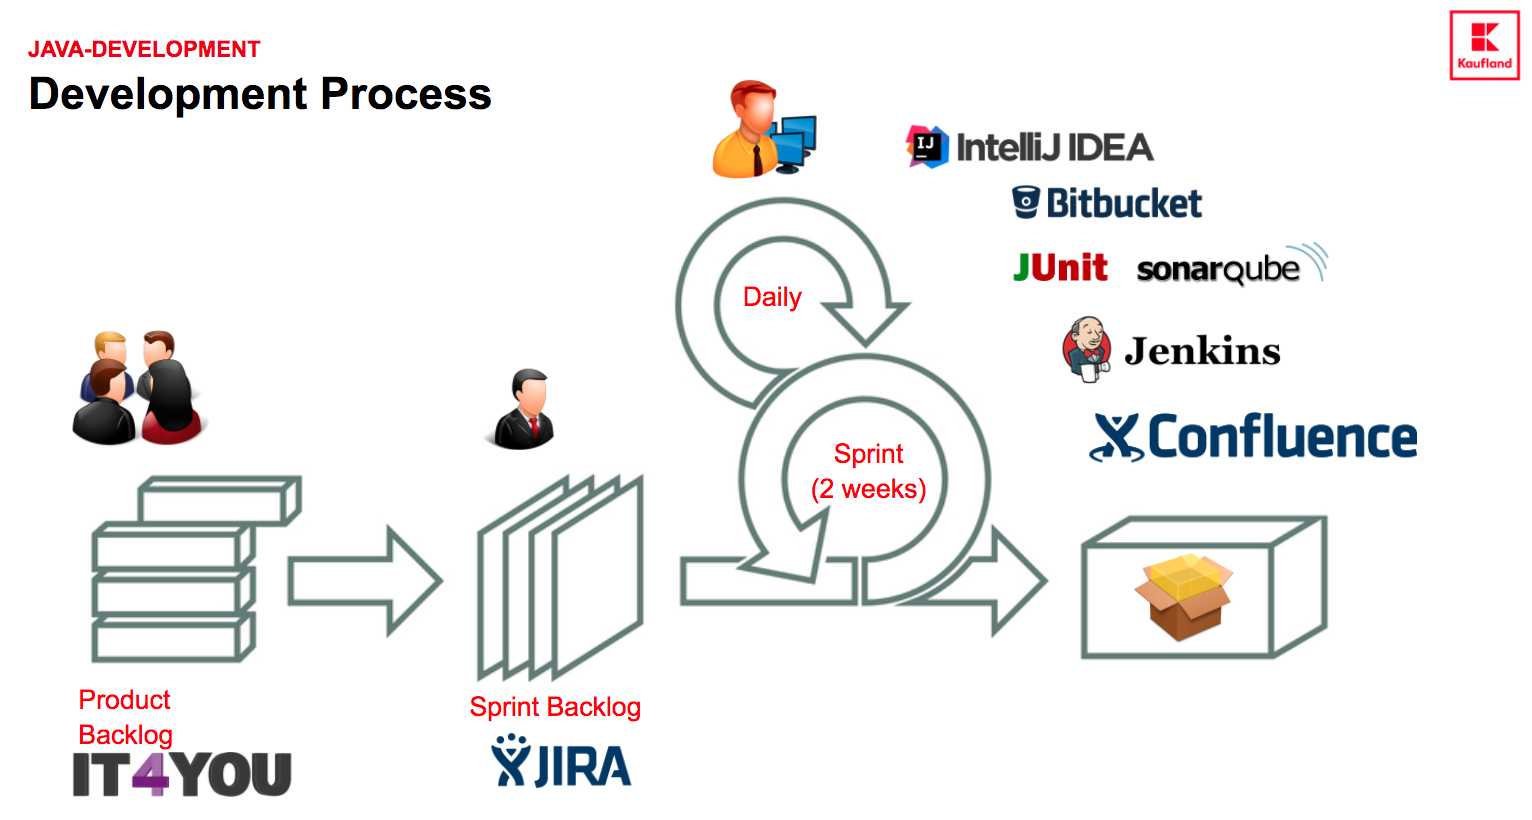 JAVA-DEVELOPMENT
Development Process
Kaufland
IJ IntelliJ IDEA
Bitbucket
JUnit sonarqube
Daily
Jenkins
Confluence
Sprint
(2 weeks)
Product
Backlog
IT4YOU
Sprint Backlog
JIRA